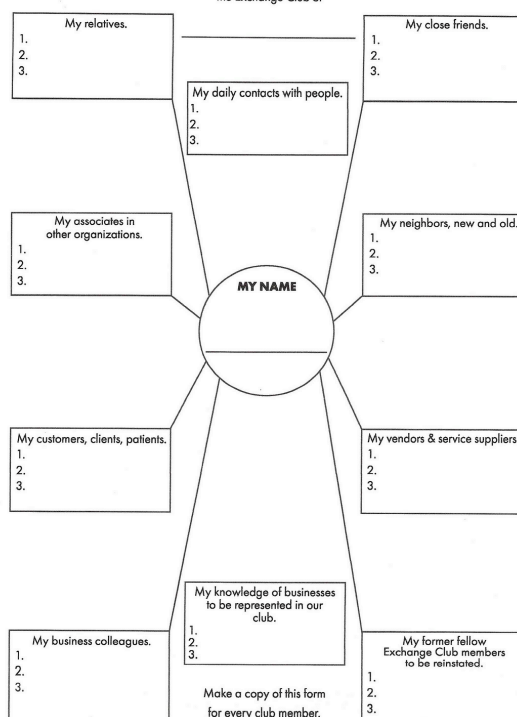 the Exchange Club of
My relatives.
1.
2.
3.
My close friends.
1.
2.
3.
My daily contacts with people.
1.
2.
3.
My associates in
other organizations.
1.
2.
3.
My neighbors, new and old.
1.
2.
3.
MY NAME
My customers, clients, patients.
1.
2.
3.
My vendors & service suppliers
1.
2.
3.
My knowledge of businesses
to be represented in our
club.
1.
2.
3.
My business colleagues.
1.
2.
3.
My former fellow
Exchange Club members
to be reinstated.
1.
2.
3.
Make a copy of this form
for every club member.